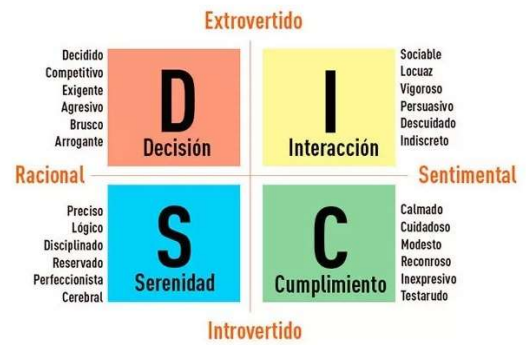 Extrovertido
Decidido
Competitivo
Exigente
Agresivo
Brusco
Arrogante
D
Decisión
I
Interacción
Sociable
Locuaz
Vigoroso
Persuasivo
Descuidado
Indiscreto
Racional
Sentimental
Preciso
Lógico
Disciplinado
Reservado
Perfeccionista
Cerebral
S
Serenidad
C
Cumplimiento
Calmado
Cuidadoso
Modesto
Reconroso
Inexpresivo
Testarudo
Introvertido